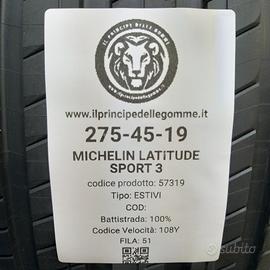 IL PRINCIPE DELLE GOMME
www.ilprincipedellegomme.it
275-45-19
MICHELIN LATITUDE
SPORT 3
codice prodotto: 57319
Tipo: ESTIVI
COD:
Battistrada: 100%
Codice Velocità: 108Y
FILA: 51
subito